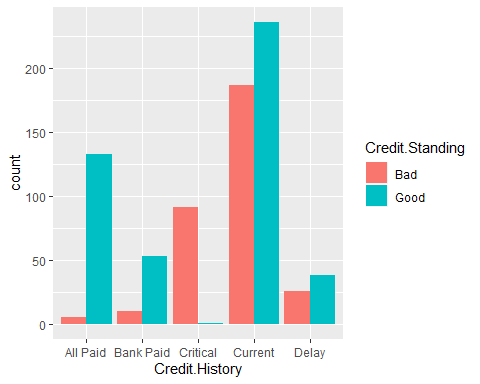 count
200
150
100
50
0
All Paid Bank Paid Critical Current Delay
Credit.History
Credit.Standing
Bad
Good